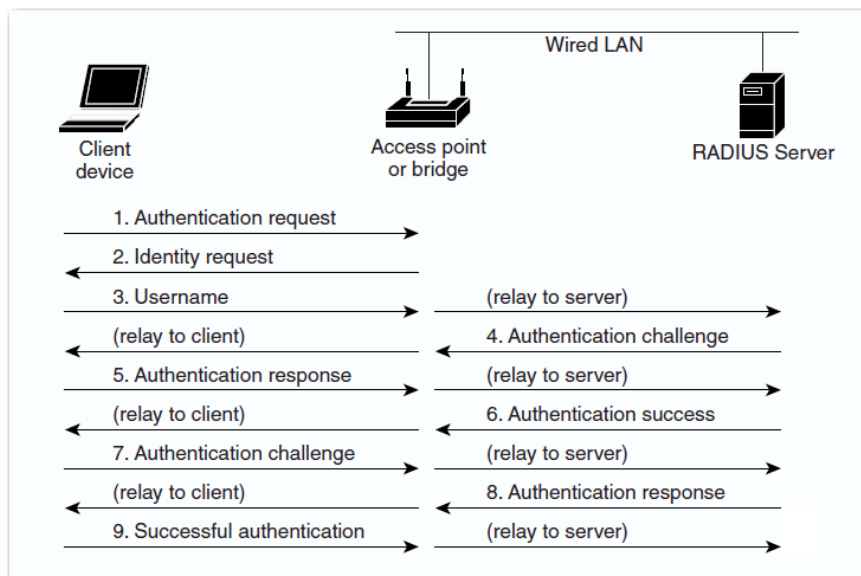 Wired LAN
Client
device
Access point
or bridge
RADIUS Server
1. Authentication request
2. Identity request
3. Username
(relay to server)
(relay to client)
4. Authentication challenge
5. Authentication response
(relay to server)
(relay to client)
6. Authentication success
7. Authentication challenge
(relay to server)
(relay to client)
8. Authentication response
9. Successful authentication
(relay to server)